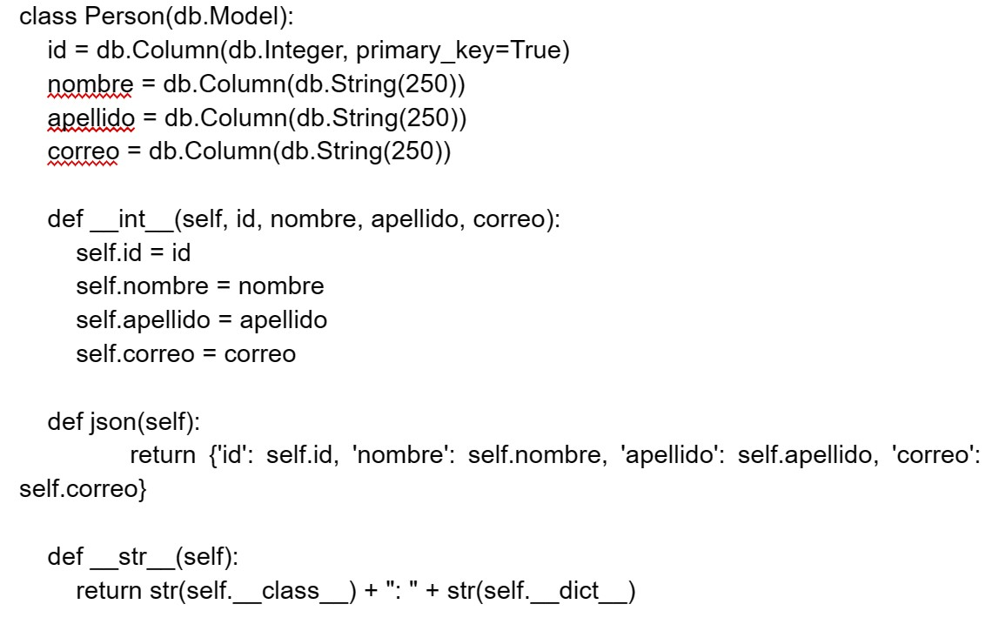 class Person(db.Model):
id = db.Column(db.Integer, primary_key=True)
nombre = db.Column(db.String(250))
apellido = db.Column(db.String(250))
correo = db.Column(db.String(250))
def __int__(self, id, nombre, apellido, correo):
self.id = id
self.nombre = nombre
self.apellido = apellido
self.correo = correo
def json(self):
return {'id': self.id, 'nombre': self.nombre, 'apellido': self.apellido, 'correo':
self.correo}
def __str__(self):
return str(self.__class__) + ": " + str(self.__dict__)